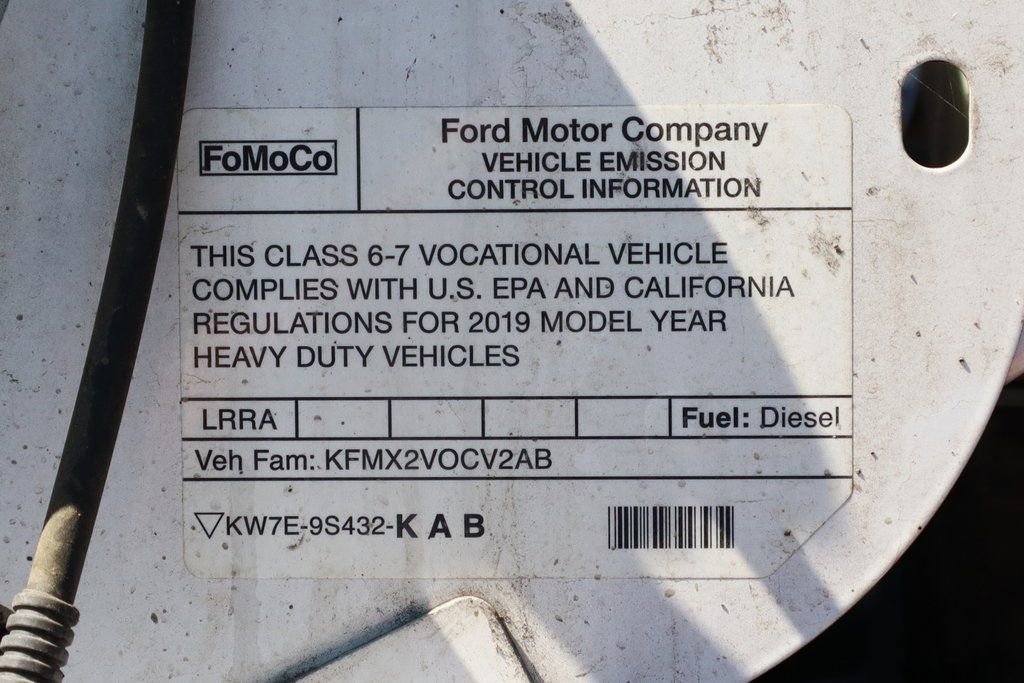 FoMoCo
Ford Motor Company
VEHICLE EMISSION
CONTROL INFORMATION
THIS CLASS 6-7 VOCATIONAL VEHICLE
COMPLIES WITH U.S. EPA AND CALIFORNIA
REGULATIONS FOR 2019 MODEL YEAR
HEAVY DUTY VEHICLES
LRRA Fuel: Diesel
Veh Fam: KFMX2VOCV2AB
▽KW7E-9S432-KAB